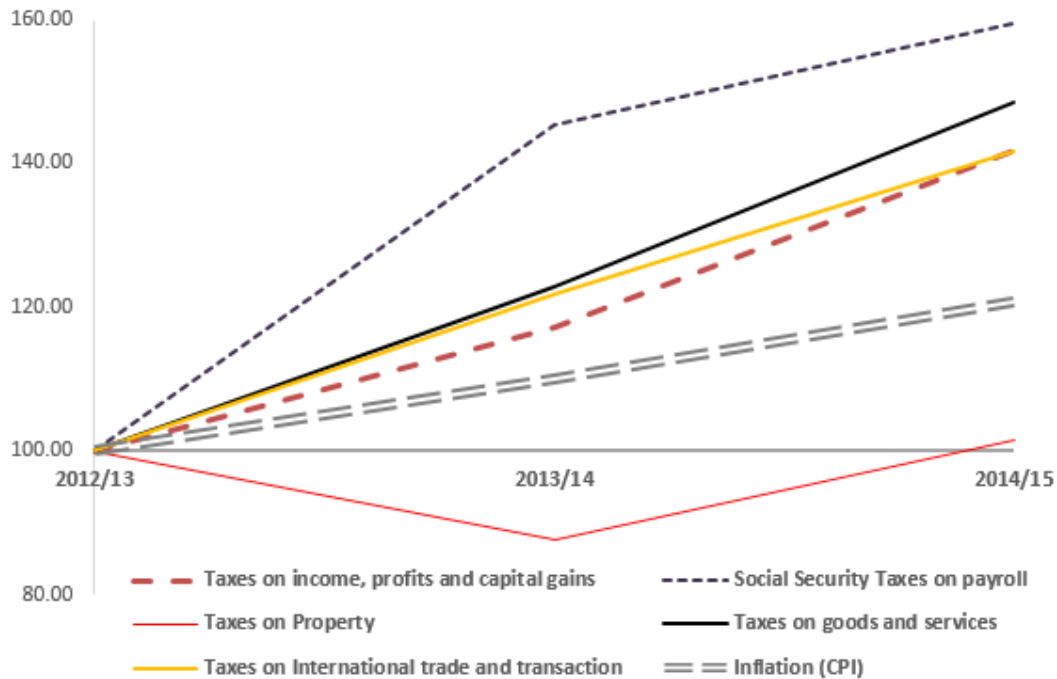 160.00
140.00
120.00
100.00
2012/13 2013/14 2014/15
80.00
Taxes on income, profits and capital gains Social Security Taxes on payroll
Taxes on Property Taxes on goods and services
Taxes on International trade and transaction Inflation (CPI)